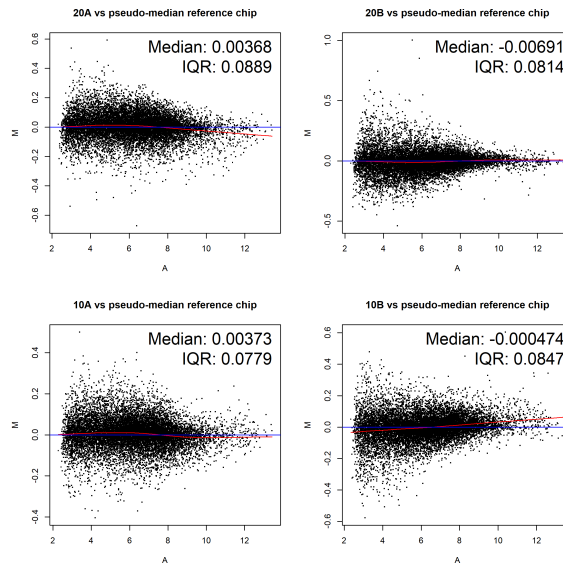 20A vs pseudo-median reference chip
Median: 0.00368
IQR: 0.0889
M
0.6
0.4
0.2
0.0
-0.2
-0.4
-0.6
2 4 6 8 10 12
A
20B vs pseudo-median reference chip
Median: -0.00691
IQR: 0.0814
M
1.0
0.5
0.0
-0.5
2 4 6 8 10 12
A
10A vs pseudo-median reference chip
Median: 0.00373
IQR: 0.0779
M
0.4
0.2
0.0
-0.2
-0.4
2 4 6 8 10 12
A
10B vs pseudo-median reference chip
Median: -0.000474
IQR: 0.0847
M
0.6
0.4
0.2
0.0
-0.2
-0.4
-0.6
2 4 6 8 10 12
A